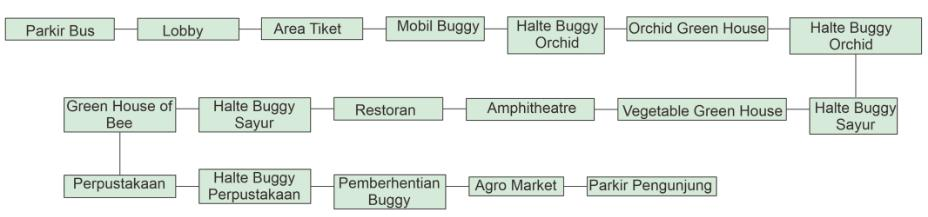 Parkir Bus
Lobby
Area Tiket
Mobil Buggy
Halte Buggy
Orchid
Orchid Green House
Halte Buggy
Orchid
Green House of
Bee
Halte Buggy
Sayur
Restoran
Amphitheatre
Vegetable Green House
Halte Buggy
Sayur
Perpustakaan
Halte Buggy
Perpustakaan
Pemberhentian
Buggy
Agro Market
Parkir Pengunjung